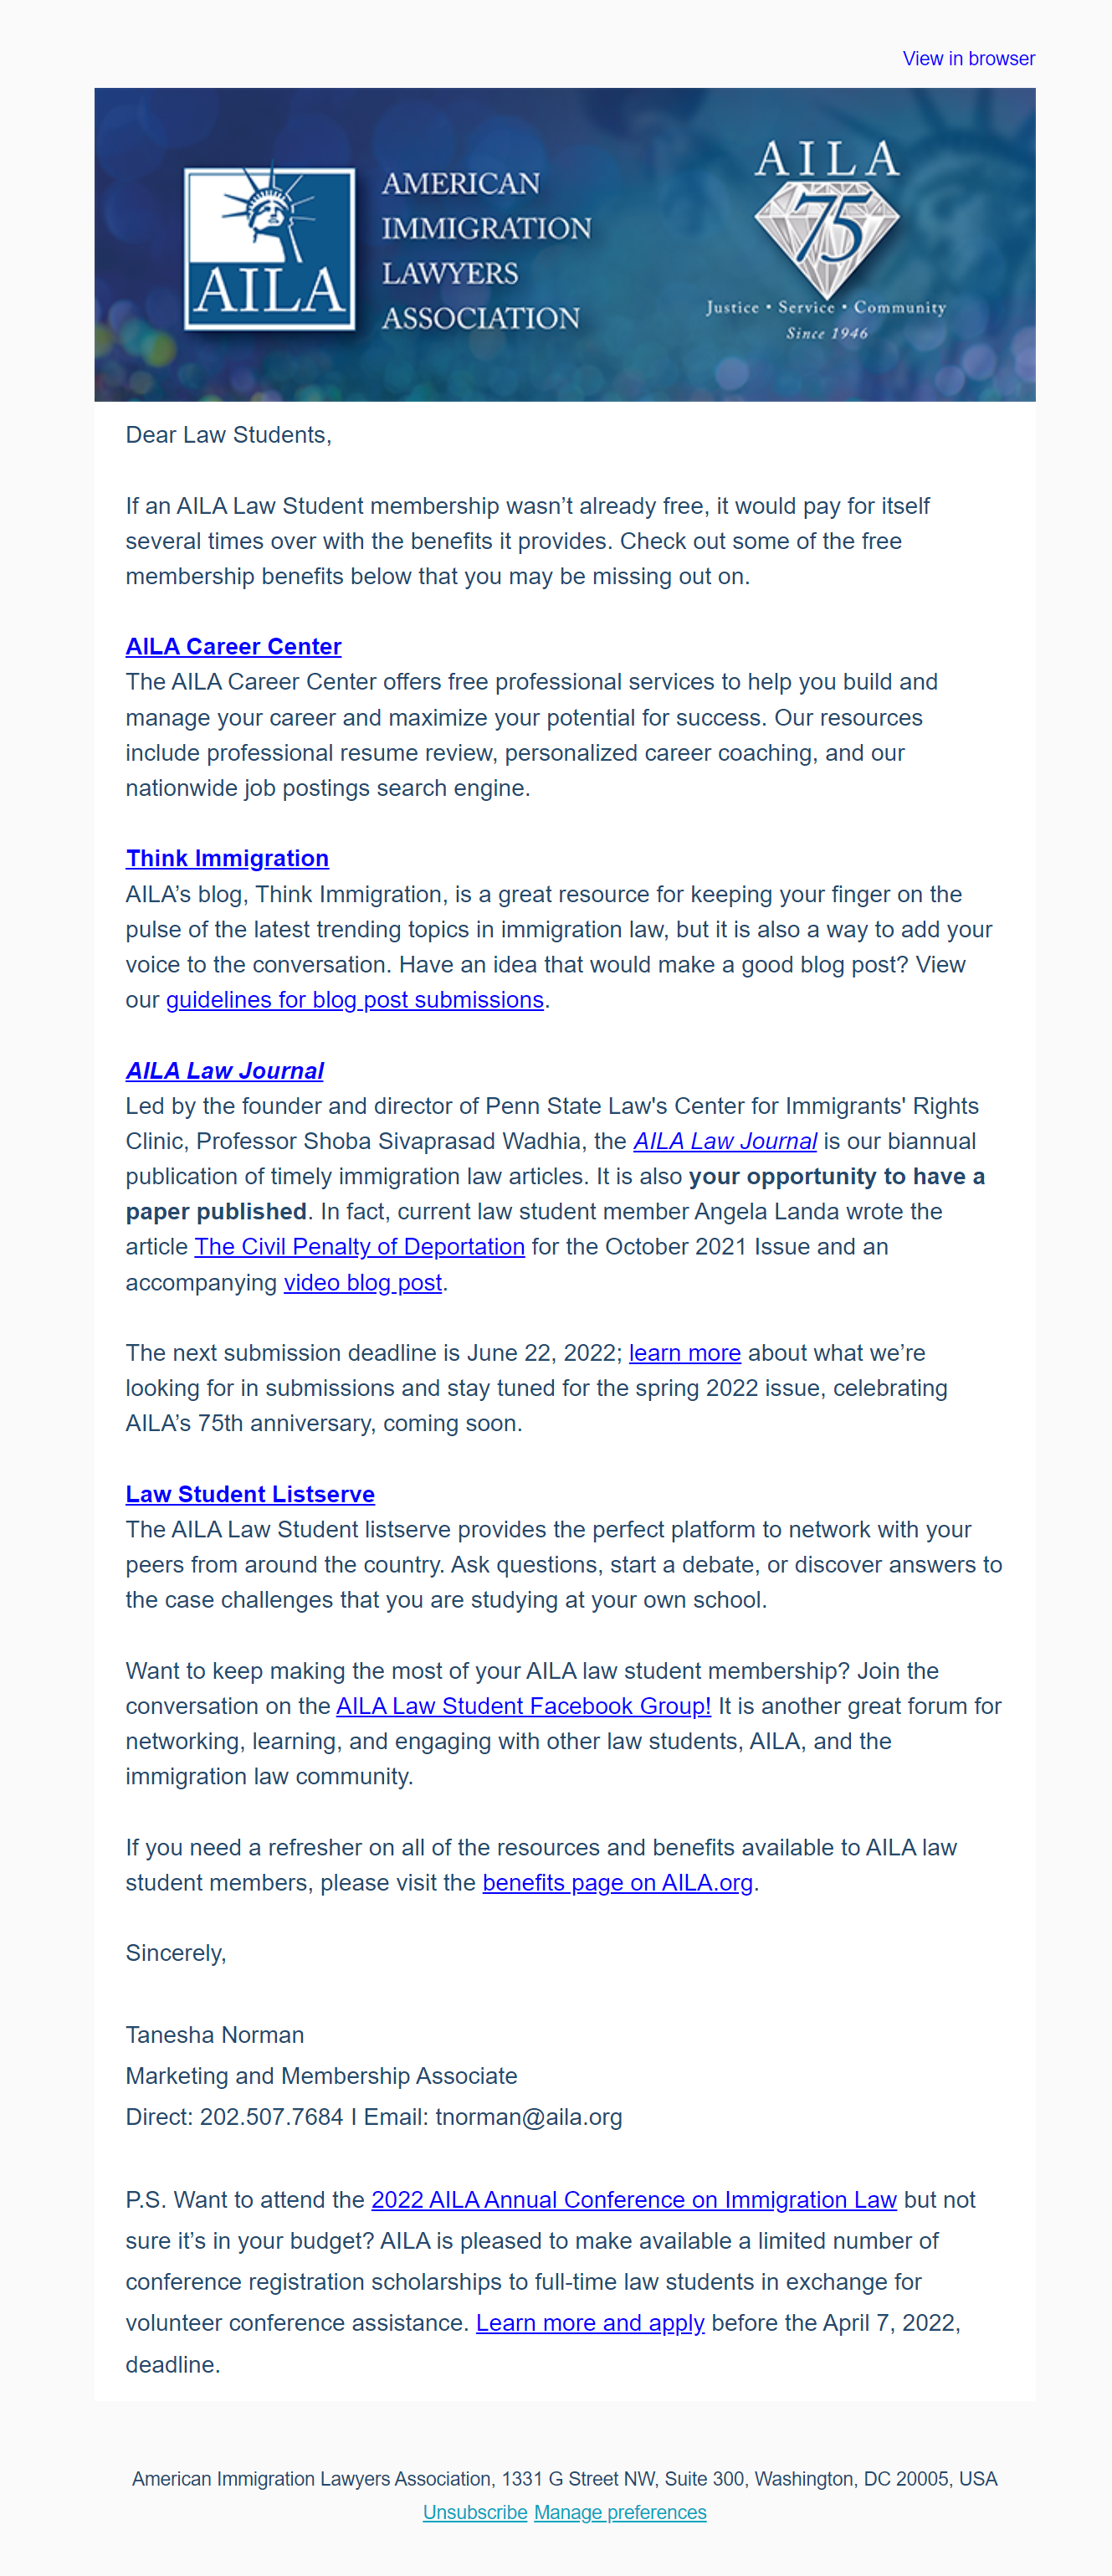 View in browser
AILA
AMERICAN
IMMIGRATION
LAWYERS
ASSOCIATION
AILA
75
Justice • Service • Community
Since 1946
Dear Law Students,
If an AILA Law Student membership wasn’t already free, it would pay for itself
several times over with the benefits it provides. Check out some of the free
membership benefits below that you may be missing out on.
AILA Career Center
The AILA Career Center offers free professional services to help you build and
manage your career and maximize your potential for success. Our resources
include professional resume review, personalized career coaching, and our
nationwide job postings search engine.
Think Immigration
AILA’s blog, Think Immigration, is a great resource for keeping your finger on the
pulse of the latest trending topics in immigration law, but it is also a way to add your
voice to the conversation. Have an idea that would make a good blog post? View
our guidelines for blog post submissions.
AILA Law Journal
Led by the founder and director of Penn State Law's Center for Immigrants' Rights
Clinic, Professor Shoba Sivaprasad Wadhia, the AILA Law Journal is our biannual
publication of timely immigration law articles. It is also your opportunity to have a
paper published. In fact, current law student member Angela Landa wrote the
article The Civil Penalty of Deportation for the October 2021 Issue and an
accompanying video blog post.
The next submission deadline is June 22, 2022; learn more about what we’re
looking for in submissions and stay tuned for the spring 2022 issue, celebrating
AILA’s 75th anniversary, coming soon.
Law Student Listserve
The AILA Law Student listserve provides the perfect platform to network with your
peers from around the country. Ask questions, start a debate, or discover answers to
the case challenges that you are studying at your own school.
Want to keep making the most of your AILA law student membership? Join the
conversation on the AILA Law Student Facebook Group! It is another great forum for
networking, learning, and engaging with other law students, AILA, and the
immigration law community.
If you need a refresher on all of the resources and benefits available to AILA law
student members, please visit the benefits page on AILA.org.
Sincerely,
Tanesha Norman
Marketing and Membership Associate
Direct: 202.507.7684 I Email: tnorman@aila.org
P.S. Want to attend the 2022 AILA Annual Conference on Immigration Law but not
sure it’s in your budget? AILA is pleased to make available a limited number of
conference registration scholarships to full-time law students in exchange for
volunteer conference assistance. Learn more and apply before the April 7, 2022,
deadline.
American Immigration Lawyers Association, 1331 G Street NW, Suite 300, Washington, DC 20005, USA
Unsubscribe Manage preferences